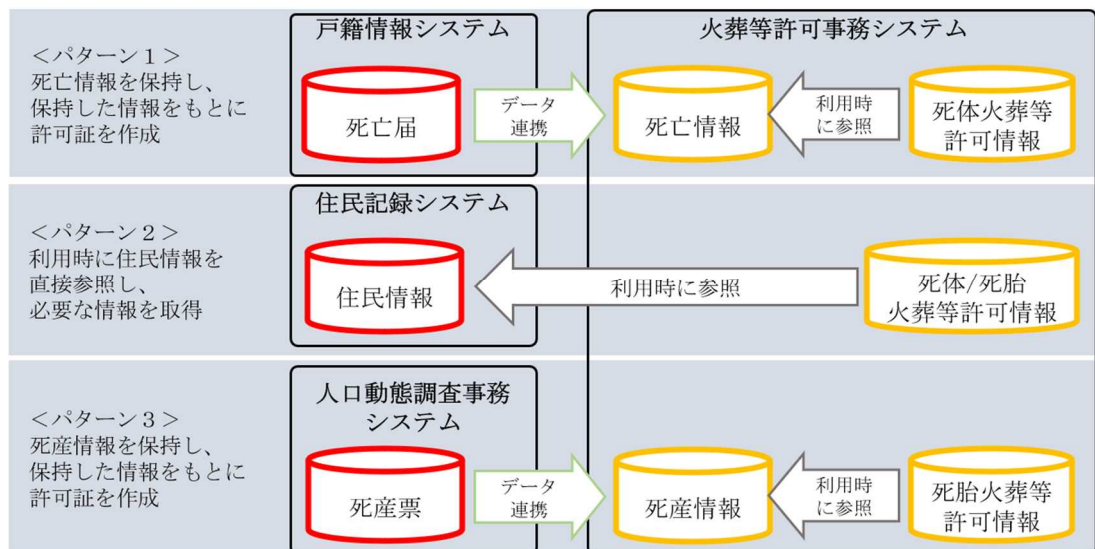 戸籍情報システム
火葬等許可事務システム
＜パターン１＞
死亡情報を保持し、
保持した情報をもとに
許可証を作成
死亡届
データ
連携
死亡情報
利用時
に参照
死体火葬等
許可情報
住民記録システム
＜パターン２＞
利用時に住民情報を
直接参照し、
必要な情報を取得
住民情報
利用時に参照
死体/死胎
火葬等許可情報
人口動態調査事務
システム
＜パターン３＞
死産情報を保持し、
保持した情報をもとに
許可証を作成
死産票
データ
連携
死産情報
利用時
に参照
死胎火葬等
許可情報